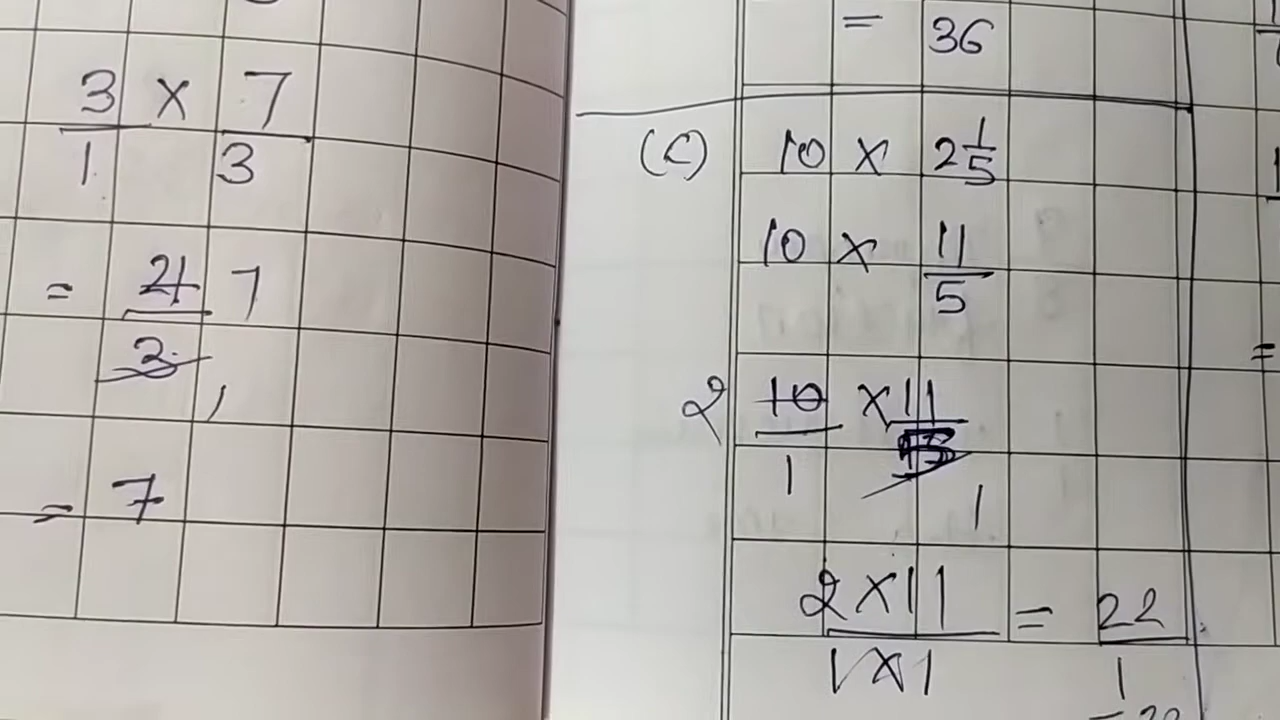 3/1 × 7/3
= 21/3 7
1
= 7
= 36
(C) 10 × 2 1/5
10 × 11/5
2 10/1 × 11/5
1
2×11/1×1 = 22/1